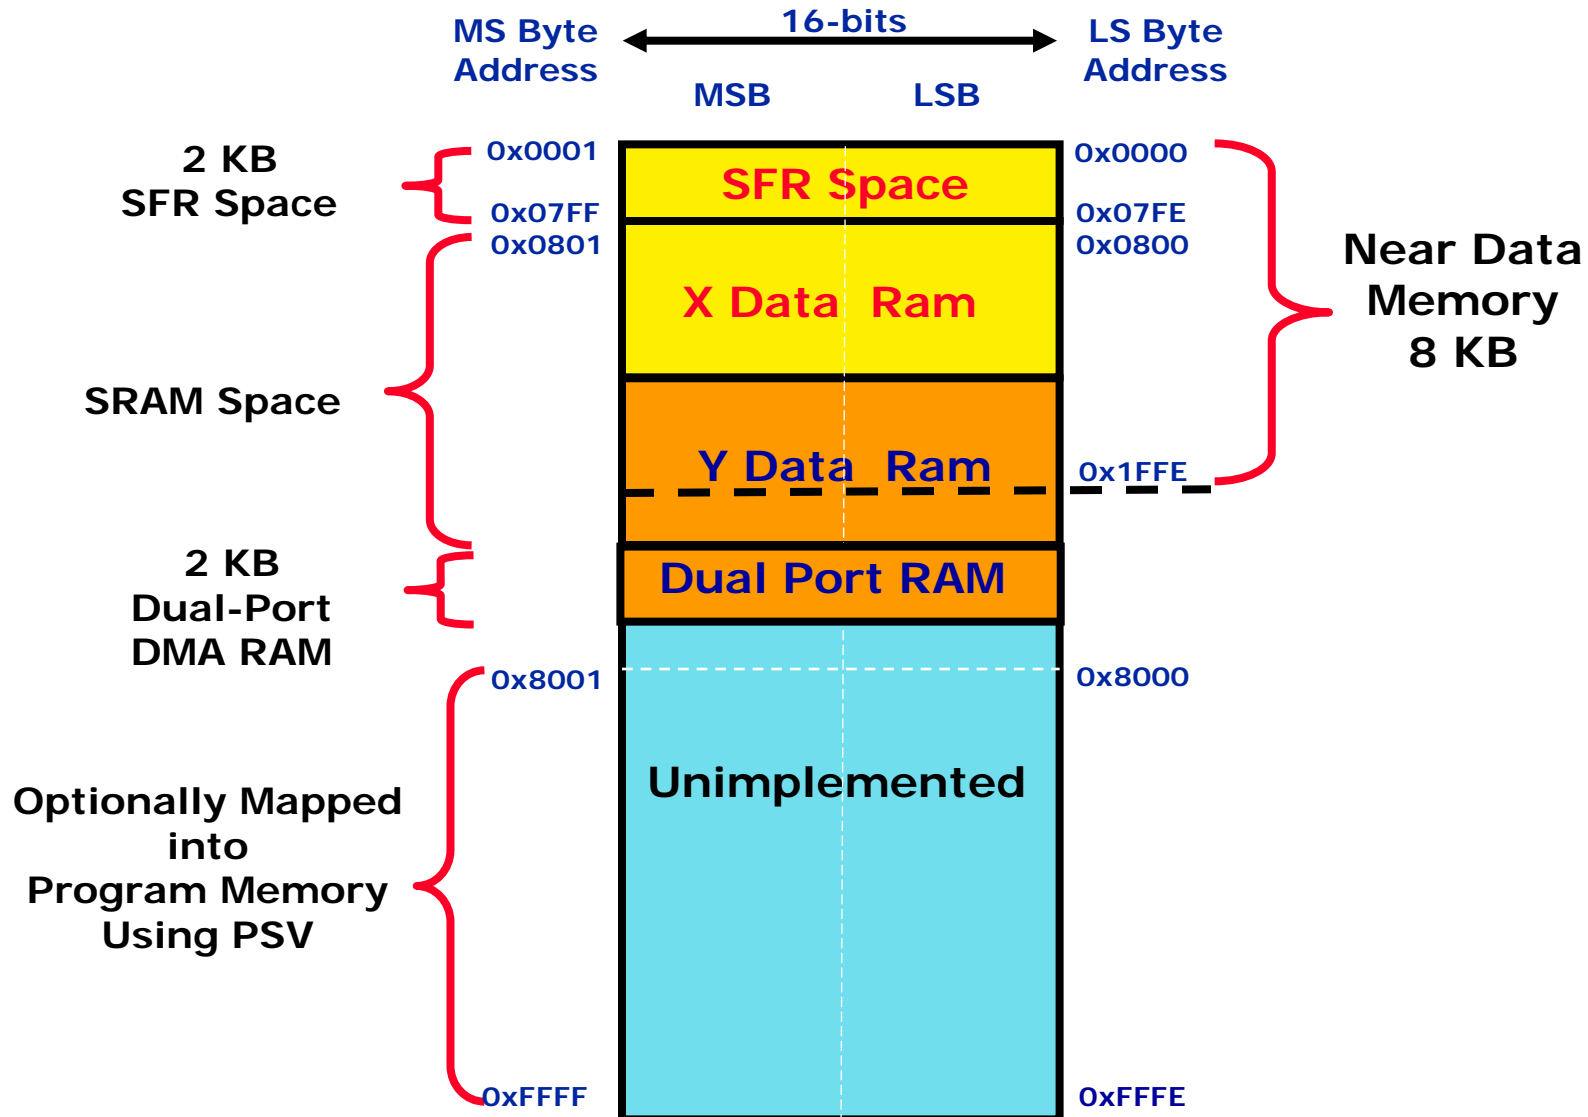 16-bits
MS Byte
Address
LS Byte
Address
MSB
LSB
2 KB
SFR Space
0x0001
0x07FF
SFR Space
0x0000
0x07FE
0x0801
0x0800
X Data Ram
SRAM Space
Y Data Ram
0x1FFE
Near Data
Memory
8 KB
2 KB
Dual-Port
DMA RAM
Dual Port RAM
0x8001
0x8000
Unimplemented
Optionally Mapped
into
Program Memory
Using PSV
0xFFFF
0xFFFE